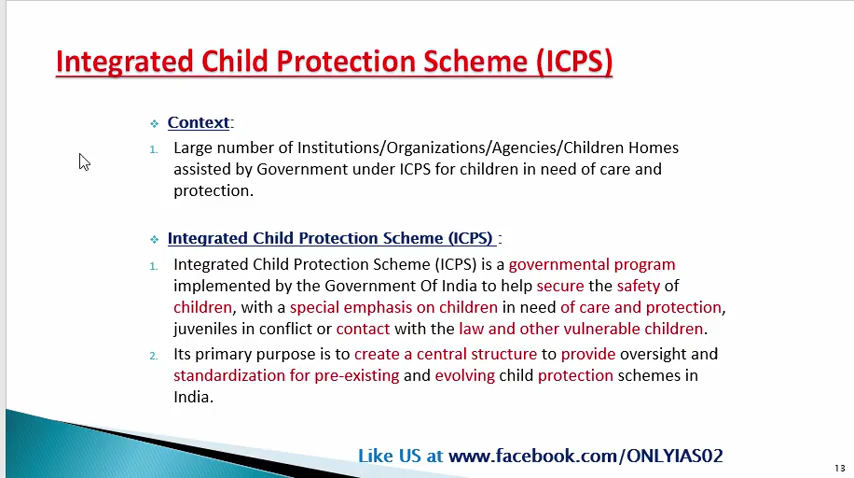 Integrated Child Protection Scheme (ICPS)
Context:
1. Large number of Institutions/Organizations/Agencies/Children Homes
assisted by Government under ICPS for children in need of care and
protection.
Integrated Child Protection Scheme (ICPS) :
1. Integrated Child Protection Scheme (ICPS) is a governmental program
implemented by the Government Of India to help secure the safety of
children, with a special emphasis on children in need of care and protection,
juveniles in conflict or contact with the law and other vulnerable children.
2. Its primary purpose is to create a central structure to provide oversight and
standardization for pre-existing and evolving child protection schemes in
India.
Like US at www.facebook.com/ONLYIAS02
13